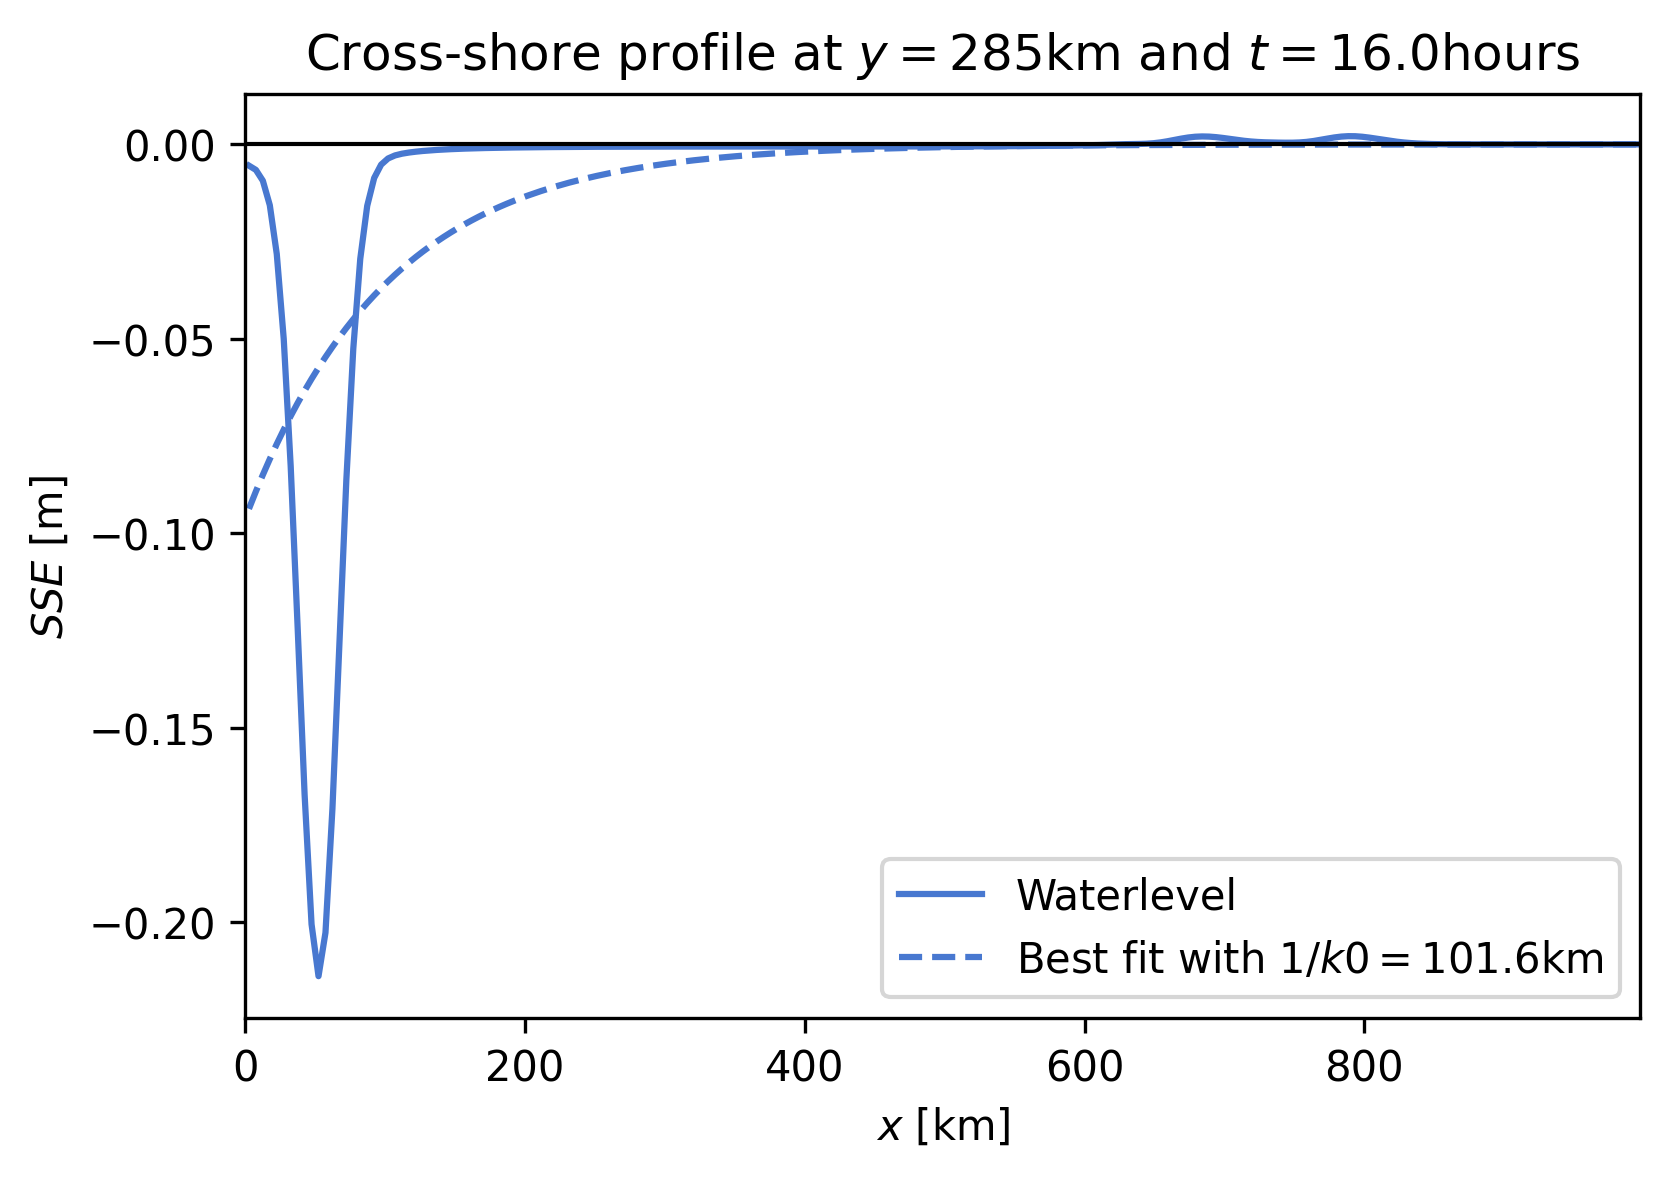 Cross-shore profile at y = 285km and t = 16.0hours
0.00
−0.05
−0.10
−0.15
−0.20
SSE [m]
Waterlevel
Best fit with 1/k0 = 101.6km
0 200 400 600 800
x [km]